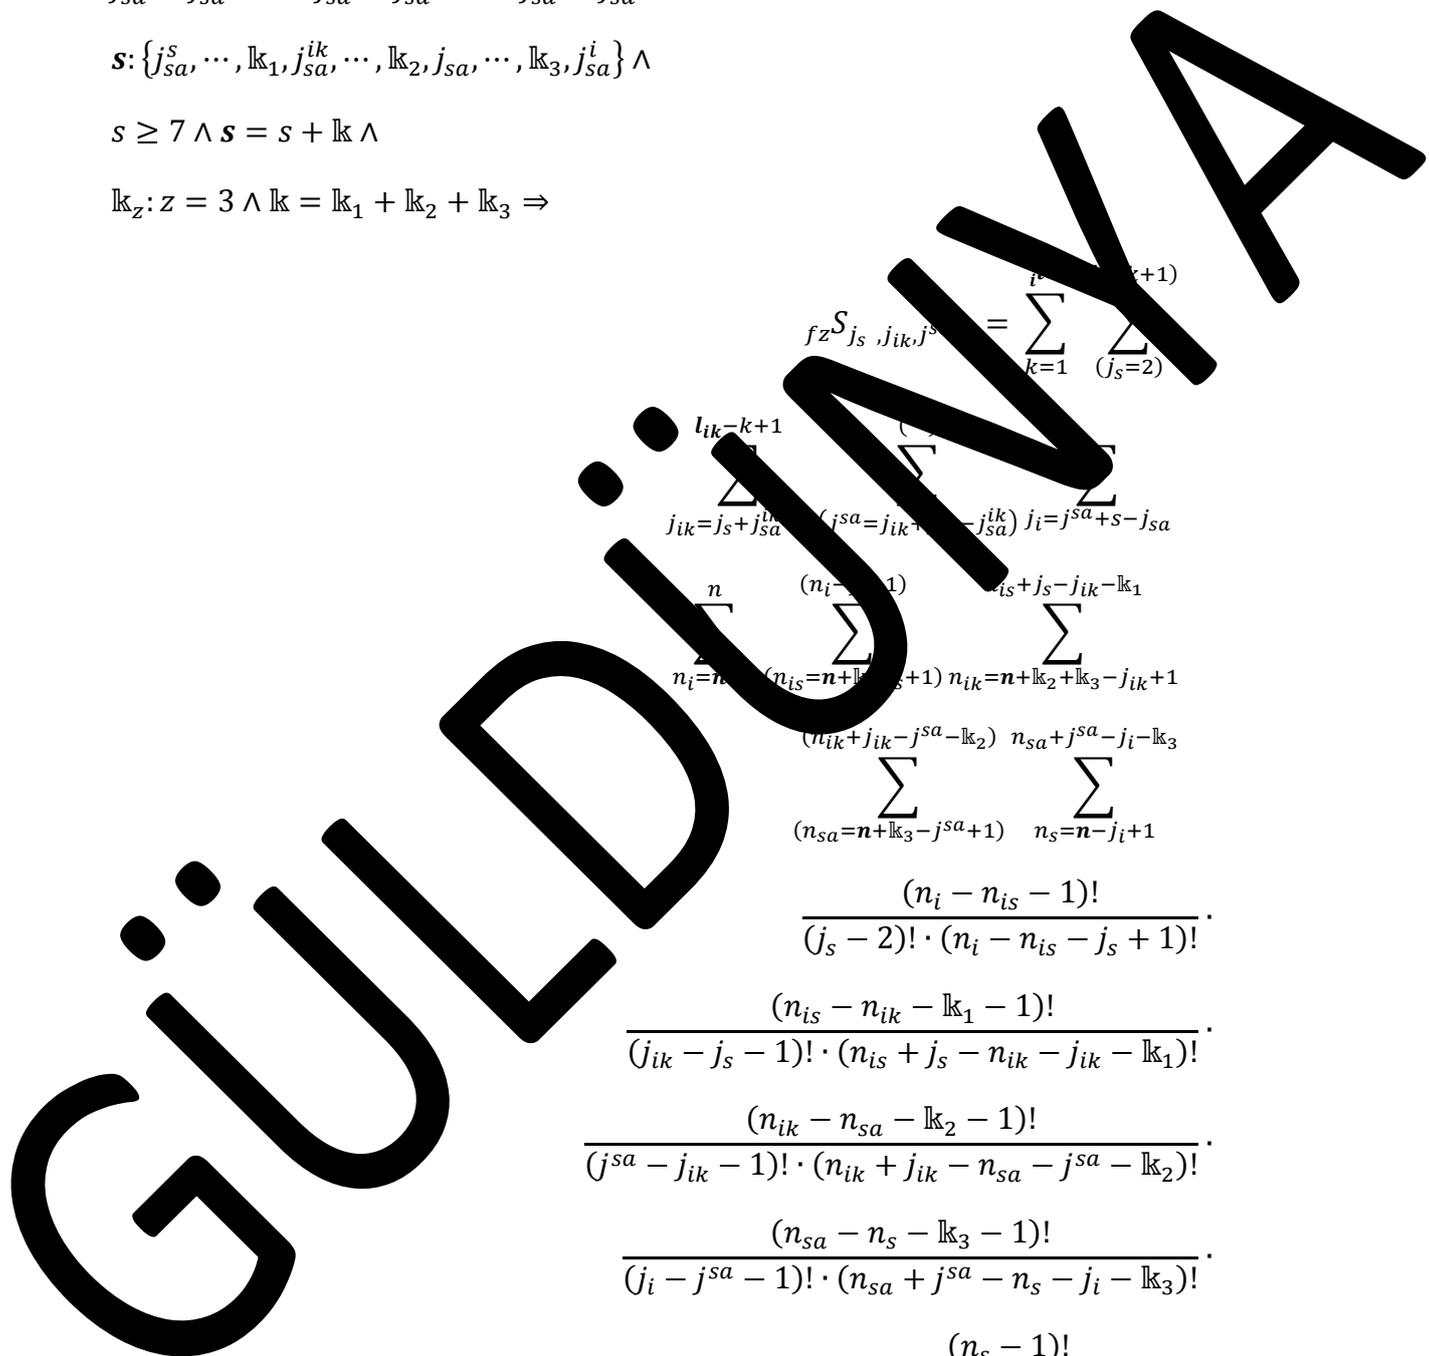 s: {j_{sa}^{s}, ⋯ , 𝕜_1, j_{sa}^{ik}, ⋯ , 𝕜_2, j_{sa}, ⋯ , 𝕜_3, j_{sa}^{i}} ∧
s ≥ 7 ∧ s = s + 𝕜 ∧
𝕜_z: z = 3 ∧ 𝕜 = 𝕜_1 + 𝕜_2 + 𝕜_3 ⇒
k+1)
_{fz}S_{j_s ,j_{ik},j^s = ∑ ∑
k=1 (j_s=2)
l_{ik}−k+1
∑ ∑ ∑
j_{ik}=j_s+j_{sa}^{ik} (j^{sa}=j_{ik}+ −j_{sa}^{ik}) j_i=j^{sa}+s−j_{sa}
n (n_i− 1) n_{is}+j_s−j_{ik}−𝕜_1
∑ ∑ ∑
n_i=n (n_{is}=n+𝕜 +1) n_{ik}=n+𝕜_2+𝕜_3−j_{ik}+1
(n_{ik}+j_{ik}−j^{sa}−𝕜_2) n_{sa}+j^{sa}−j_i−𝕜_3
∑ ∑
(n_{sa}=n+𝕜_3−j^{sa}+1) n_s=n−j_i+1
(n_i − n_{is} − 1)!
(j_s − 2)! · (n_i − n_{is} − j_s + 1)! ·
(n_{is} − n_{ik} − 𝕜_1 − 1)!
(j_{ik} − j_s − 1)! · (n_{is} + j_s − n_{ik} − j_{ik} − 𝕜_1)! ·
(n_{ik} − n_{sa} − 𝕜_2 − 1)!
(j^{sa} − j_{ik} − 1)! · (n_{ik} + j_{ik} − n_{sa} − j^{sa} − 𝕜_2)! ·
(n_{sa} − n_s − 𝕜_3 − 1)!
(j_i − j^{sa} − 1)! · (n_{sa} + j^{sa} − n_s − j_i − 𝕜_3)! ·
(n_s − 1)!
GÜLDÜNYA